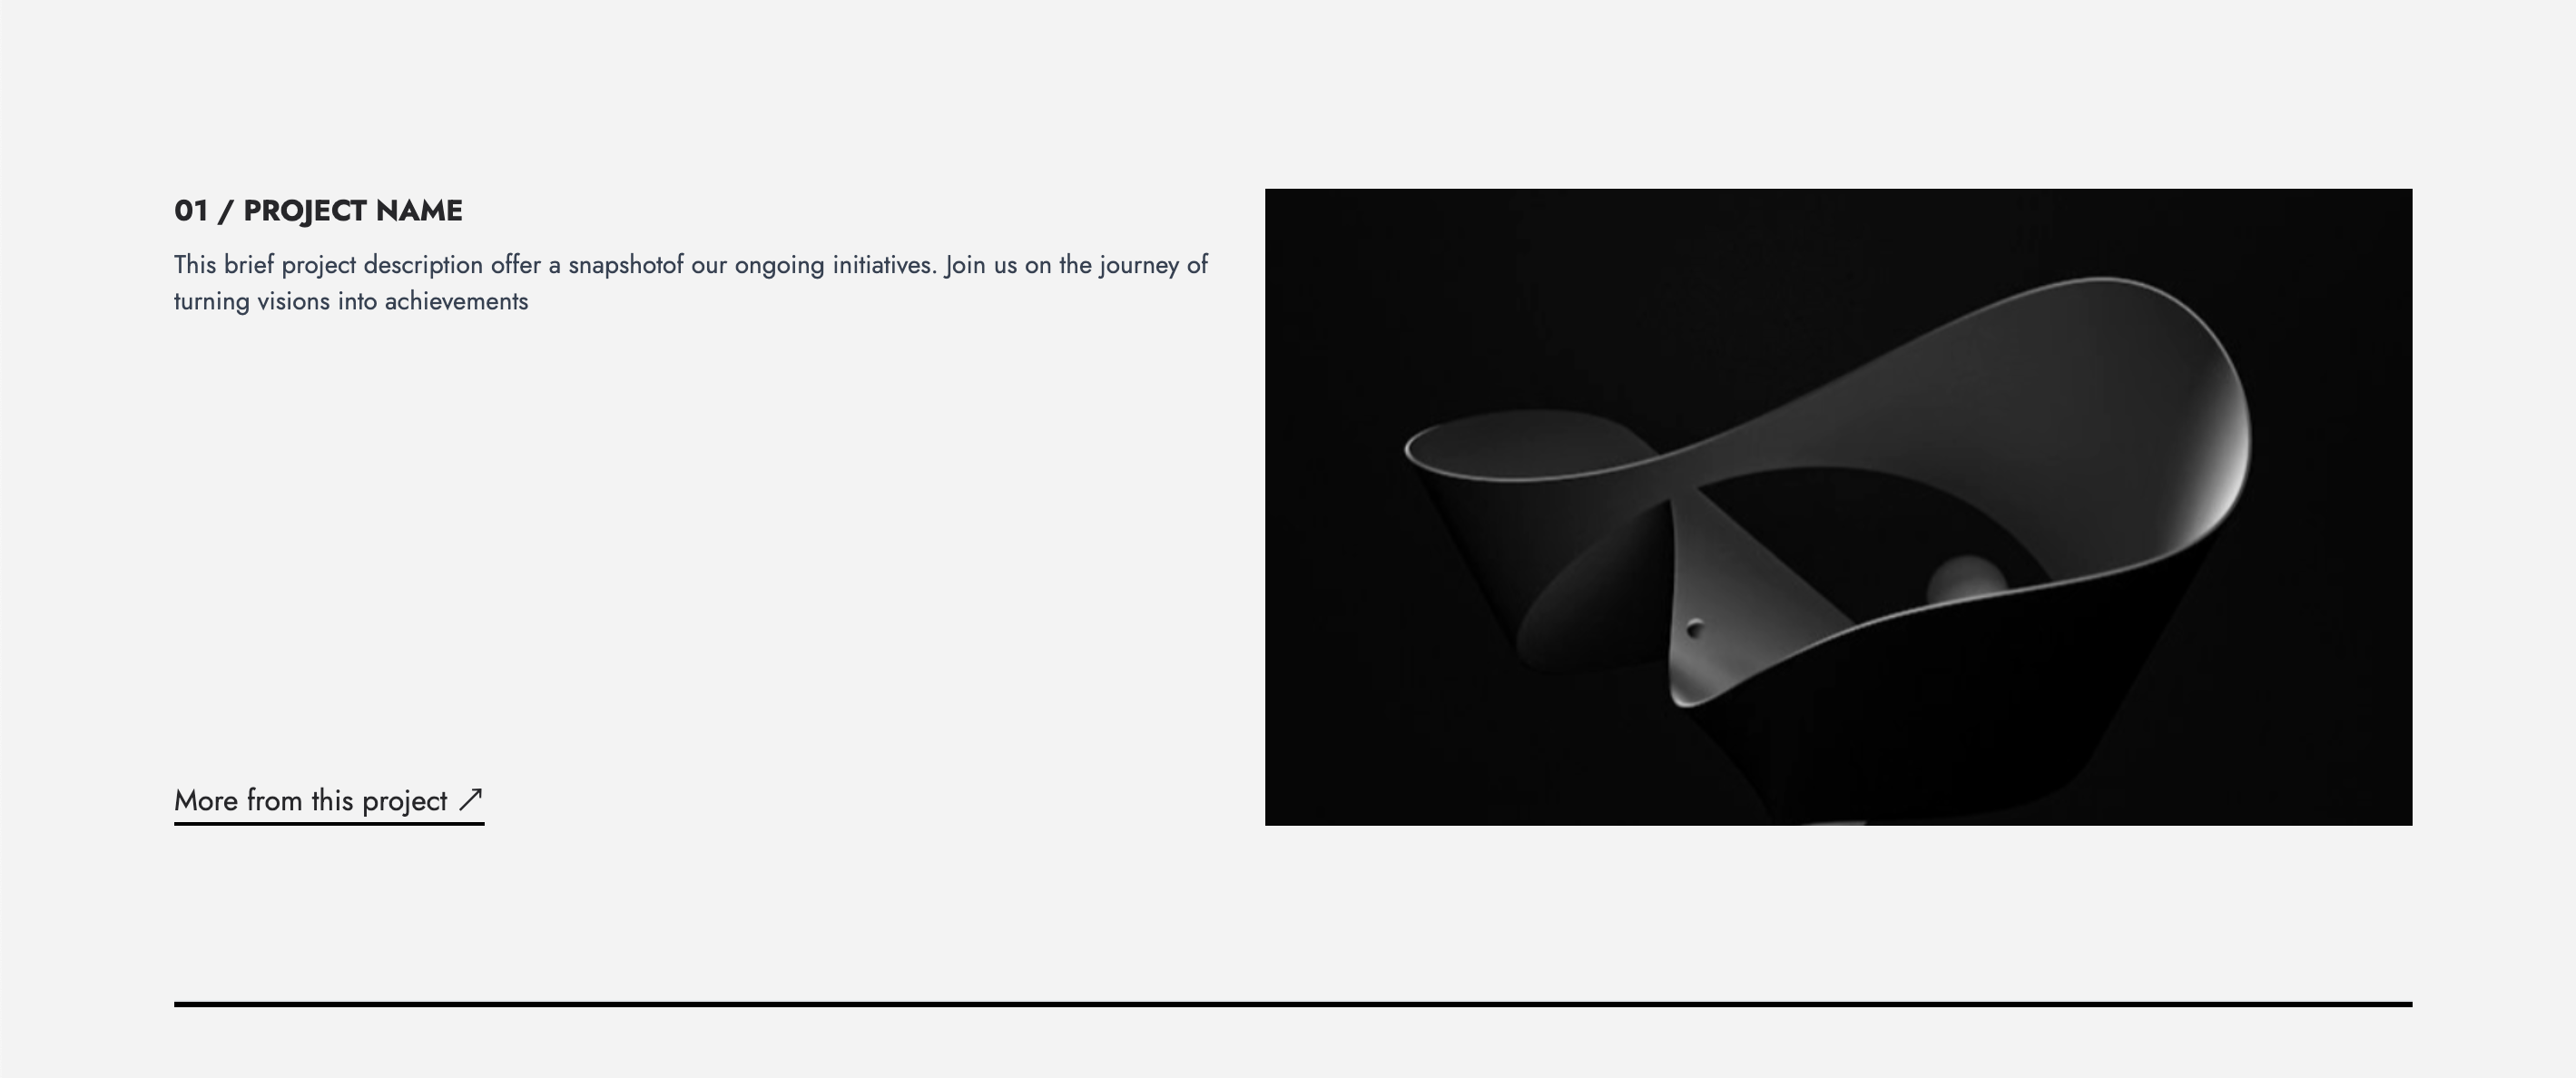 01 / PROJECT NAME
This brief project description offer a snapshotof our ongoing initiatives. Join us on the journey of
turning visions into achievements
More from this project ↗